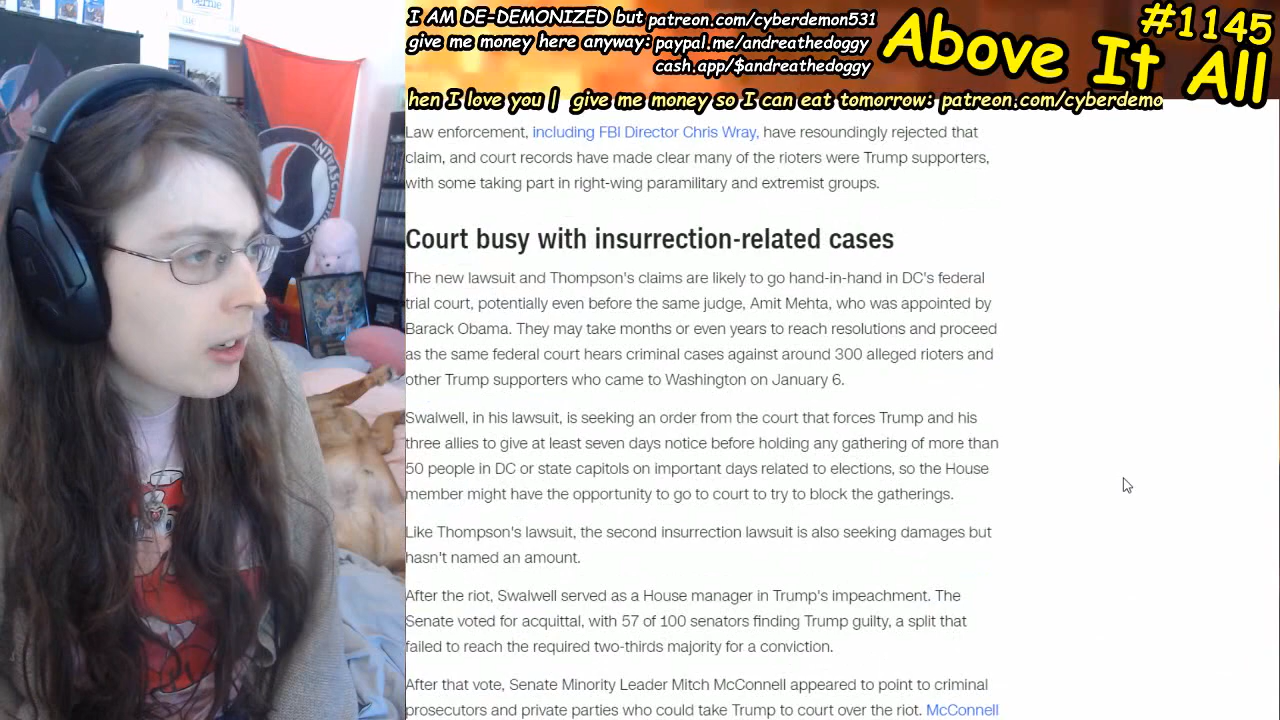 I AM DE-DEMONIZED but patreon.com/cyberdemon531
give me money here anyway: paypal.me/andreathedoggy
cash.app/$andreathedoggy
#1145
Above It All
hen I love you | give me money so I can eat tomorrow: patreon.com/cyberdemo
Law enforcement, including FBI Director Chris Wray, have resoundingly rejected that
claim, and court records have made clear many of the rioters were Trump supporters,
with some taking part in right-wing paramilitary and extremist groups.
Court busy with insurrection-related cases
The new lawsuit and Thompson's claims are likely to go hand-in-hand in DC's federal
trial court, potentially even before the same judge, Amit Mehta, who was appointed by
Barack Obama. They may take months or even years to reach resolutions and proceed
as the same federal court hears criminal cases against around 300 alleged rioters and
other Trump supporters who came to Washington on January 6.
Swalwell, in his lawsuit, is seeking an order from the court that forces Trump and his
three allies to give at least seven days notice before holding any gathering of more than
50 people in DC or state capitols on important days related to elections, so the House
member might have the opportunity to go to court to try to block the gatherings.
Like Thompson's lawsuit, the second insurrection lawsuit is also seeking damages but
hasn't named an amount.
After the riot, Swalwell served as a House manager in Trump's impeachment. The
Senate voted for acquittal, with 57 of 100 senators finding Trump guilty, a split that
failed to reach the required two-thirds majority for a conviction.
After that vote, Senate Minority Leader Mitch McConnell appeared to point to criminal
prosecutors and private parties who could take Trump to court over the riot. McConnell